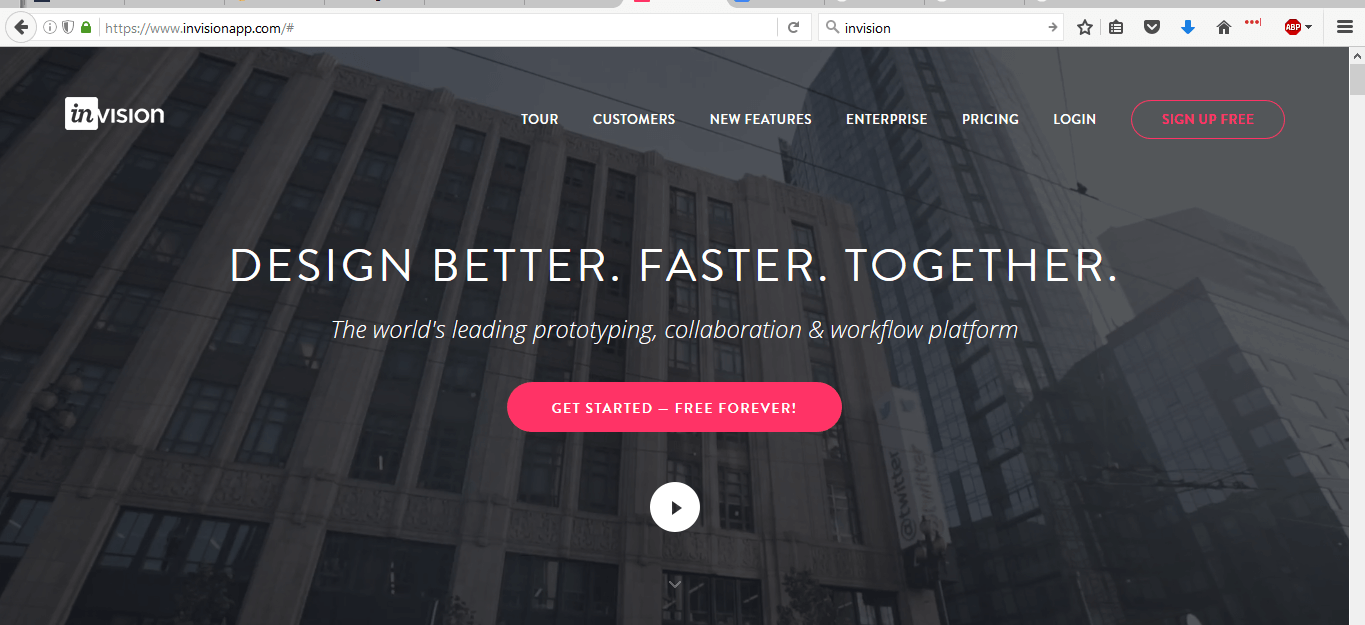 https://www.invisionapp.com/#
invision
ABP
invision
TOUR
CUSTOMERS
NEW FEATURES
ENTERPRISE
PRICING
LOGIN
SIGN UP FREE
DESIGN BETTER. FASTER. TOGETHER.
The world's leading prototyping, collaboration & workflow platform
GET STARTED — FREE FOREVER!
@twitter
@twitter